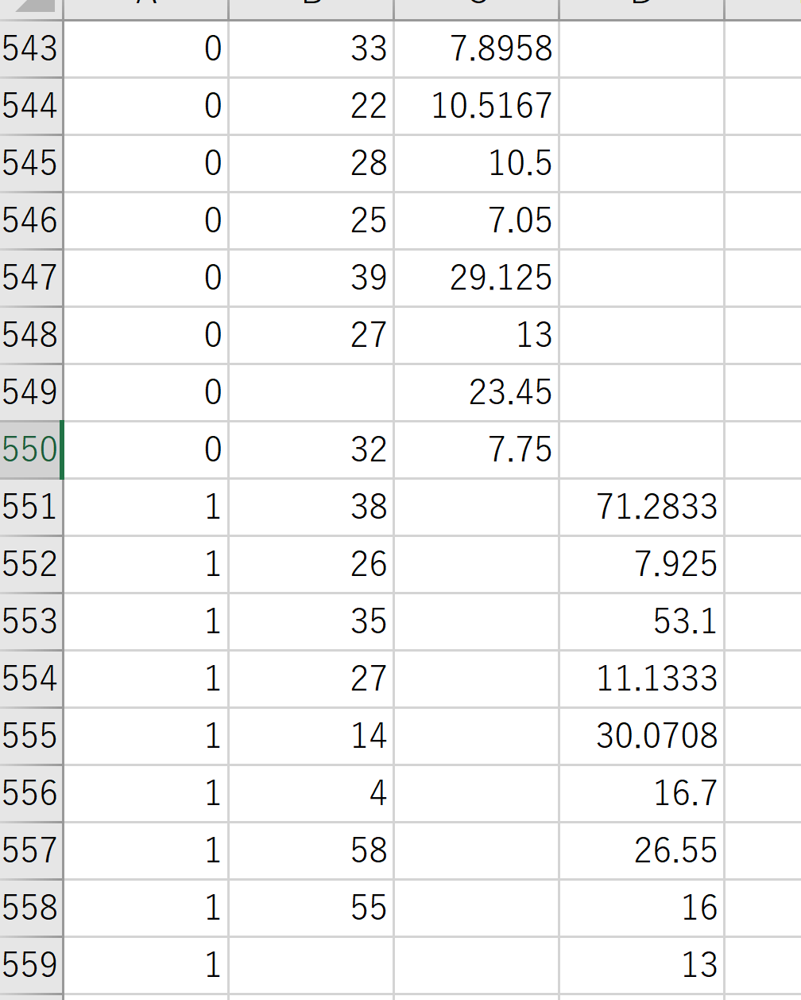 543 0 33 7.8958
544 0 22 10.5167
545 0 28 10.5
546 0 25 7.05
547 0 39 29.125
548 0 27 13
549 0 23.45
550 0 32 7.75
551 1 38 71.2833
552 1 26 7.925
553 1 35 53.1
554 1 27 11.1333
555 1 14 30.0708
556 1 4 16.7
557 1 58 26.55
558 1 55 16
559 1 13